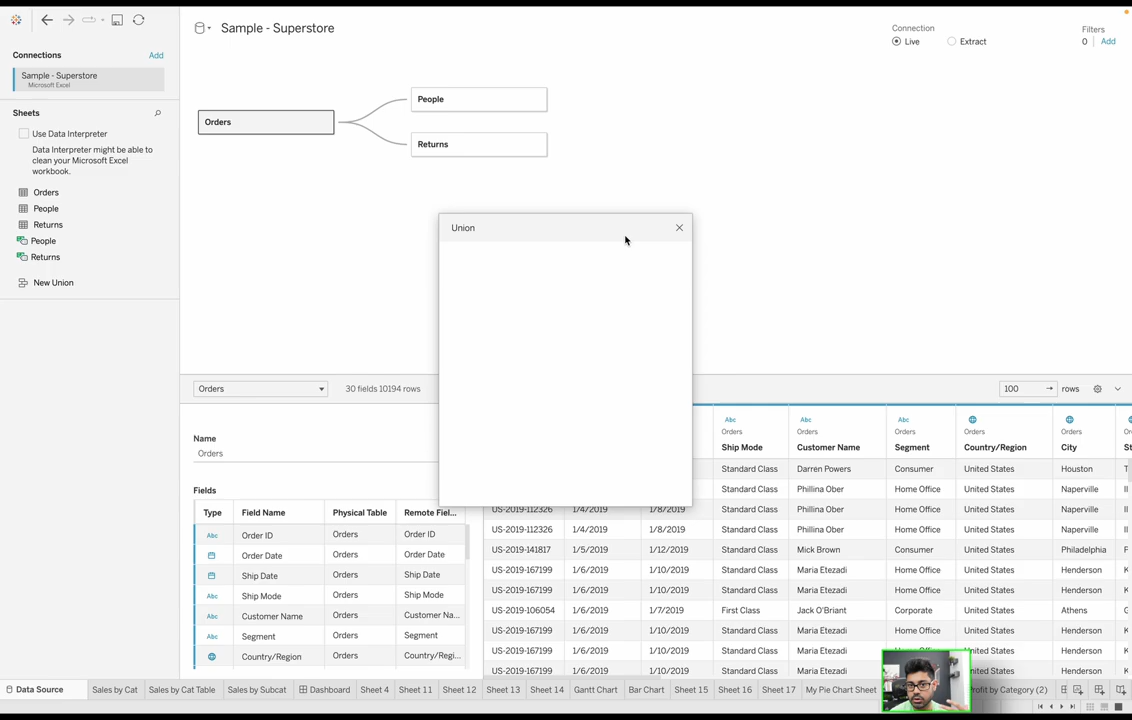 Sample - Superstore
Connection
Live
Extract
Filters
0
Add
Connections
Add
Sample - Superstore
Microsoft Excel
Sheets
Use Data Interpreter
Data Interpreter might be able to
clean your Microsoft Excel
workbook.
Orders
People
Returns
People
Returns
New Union
Orders
People
Returns
Union
Orders
30 fields 10194 rows
100
rows
Name
Orders
Fields
Type Field Name Physical Table Remote Fiel...
Abc Order ID Orders Order ID
Order Date Orders Order Date
Ship Date Orders Ship Date
Abc Ship Mode Orders Ship Mode
Abc Customer Name Orders Customer Na...
Abc Segment Orders Segment
Country/Region Orders Country/Regi...
Abc Abc Abc
Orders Orders Orders Orders Orders
Ship Mode Customer Name Segment Country/Region City
Standard Class Darren Powers Consumer United States Houston
Standard Class Phillina Ober Home Office United States Naperville
US-2019-112326 1/4/2019 1/8/2019 Standard Class Phillina Ober Home Office United States Naperville
US-2019-112326 1/4/2019 1/8/2019 Standard Class Phillina Ober Home Office United States Naperville
US-2019-141817 1/5/2019 1/12/2019 Standard Class Mick Brown Consumer United States Philadelphia
US-2019-167199 1/6/2019 1/10/2019 Standard Class Maria Etezadi Home Office United States Henderson
US-2019-167199 1/6/2019 1/10/2019 Standard Class Maria Etezadi Home Office United States Henderson
US-2019-106054 1/6/2019 1/7/2019 First Class Jack O'Briant Corporate United States Athens
US-2019-167199 1/6/2019 1/10/2019 Standard Class Maria Etezadi Home Office United States Henderson
US-2019-167199 1/6/2019 1/10/2019 Standard Class Maria Etezadi United States Henderson
US-2019-167199 1/6/2019 1/10/2019 Standard Class Maria Etezadi United States Henderson
Data Source Sales by Cat Sales by Cat Table Sales by Subcat Dashboard Sheet 4 Sheet 11 Sheet 12 Sheet 13 Sheet 14 Gantt Chart Bar Chart Sheet 15 Sheet 16 Sheet 17 My Pie Chart Sheet Profit by Category (2)